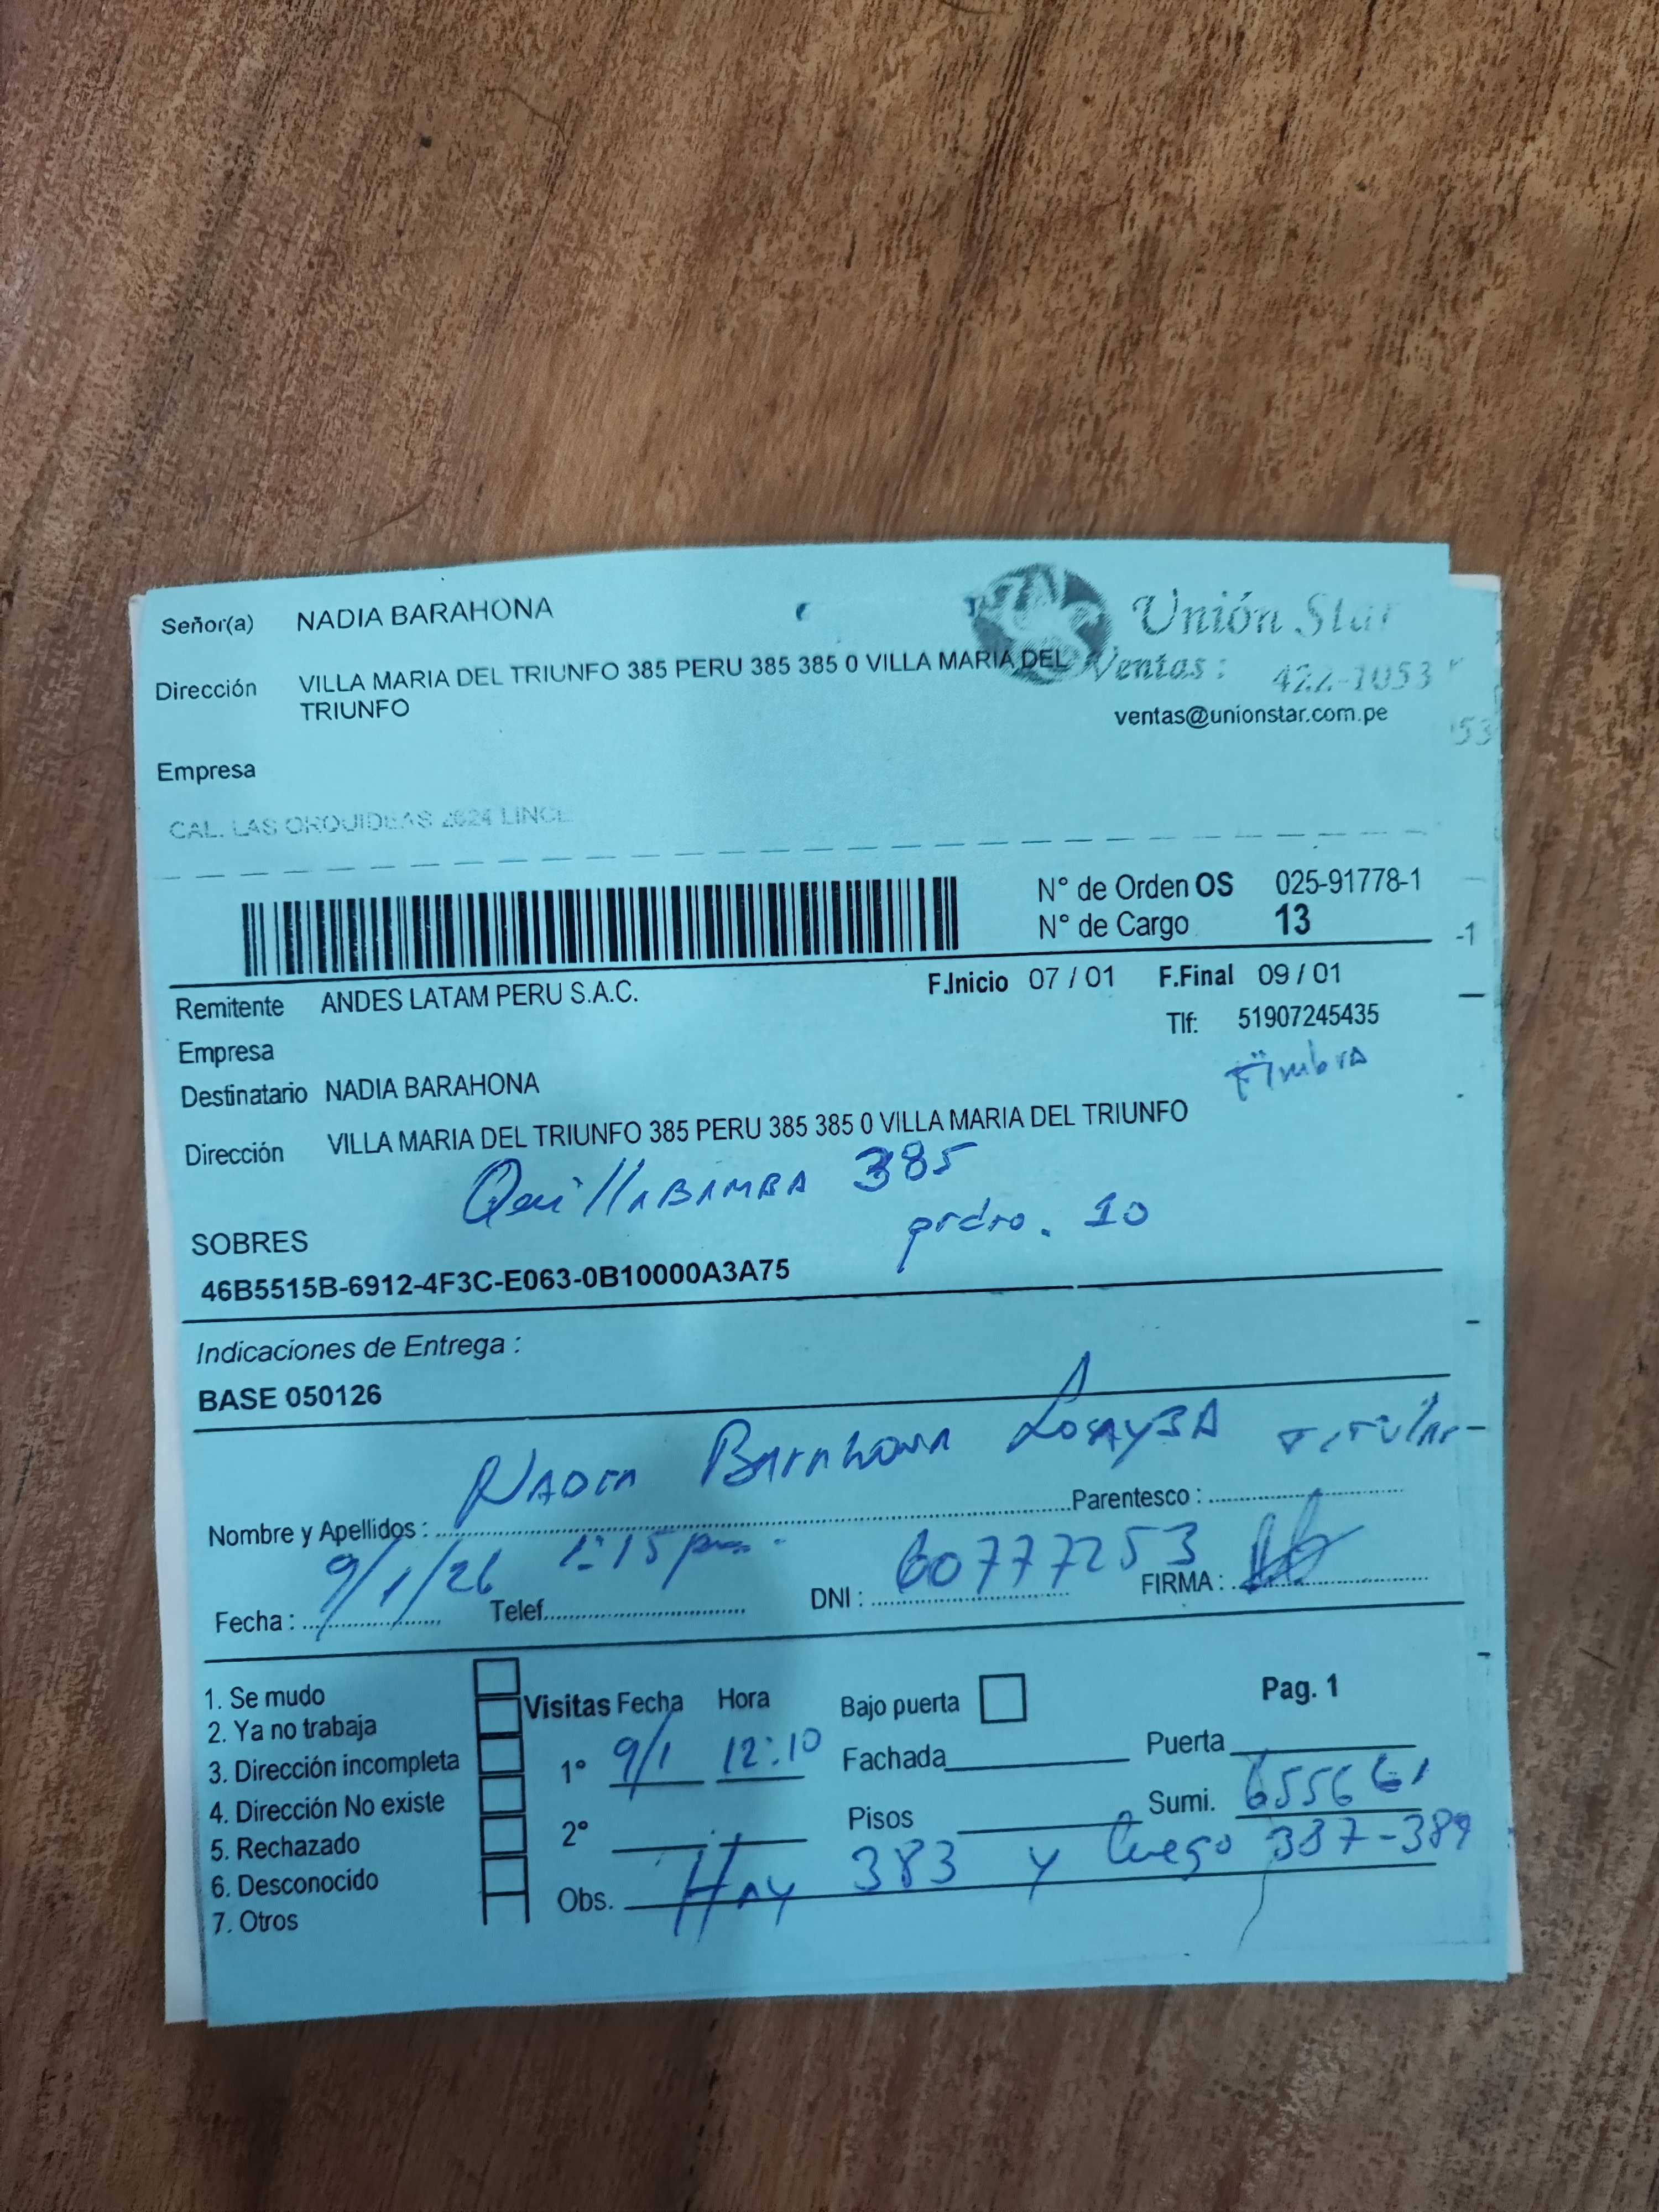 Señor(a) NADIA BARAHONA
Unión Star
Dirección VILLA MARIA DEL TRIUNFO 385 PERU 385 385 0 VILLA MARIA DEL TRIUNFO
Ventas : 422-1053
ventas@unionstar.com.pe
53
Empresa
CAL. LAS ORQUIDEAS 2624 LINCE
N° de Orden OS 025-91778-1
N° de Cargo 13
-1
Remitente ANDES LATAM PERU S.A.C.
F.Inicio 07 / 01 F.Final 09 / 01
Tlf: 51907245435
Empresa
Destinatario NADIA BARAHONA
Dirección VILLA MARIA DEL TRIUNFO 385 PERU 385 385 0 VILLA MARIA DEL TRIUNFO
Quillabamba 385
SOBRES
10
46B5515B-6912-4F3C-E063-0B10000A3A75
Indicaciones de Entrega :
BASE 050126
Nadia Barahona Titular-
Nombre y Apellidos : Parentesco :
9/1/26 1:15 pm. 60777253
Fecha : Telef. DNI : FIRMA :
1. Se mudo
2. Ya no trabaja
3. Dirección incompleta
4. Dirección No existe
5. Rechazado
6. Desconocido
7. Otros
Visitas Fecha Hora
1° 9/1 12:10
2°
Bajo puerta
Pag. 1
Fachada Puerta
Pisos Sumi. 655661
Obs. Hay 383 y luego 387-389